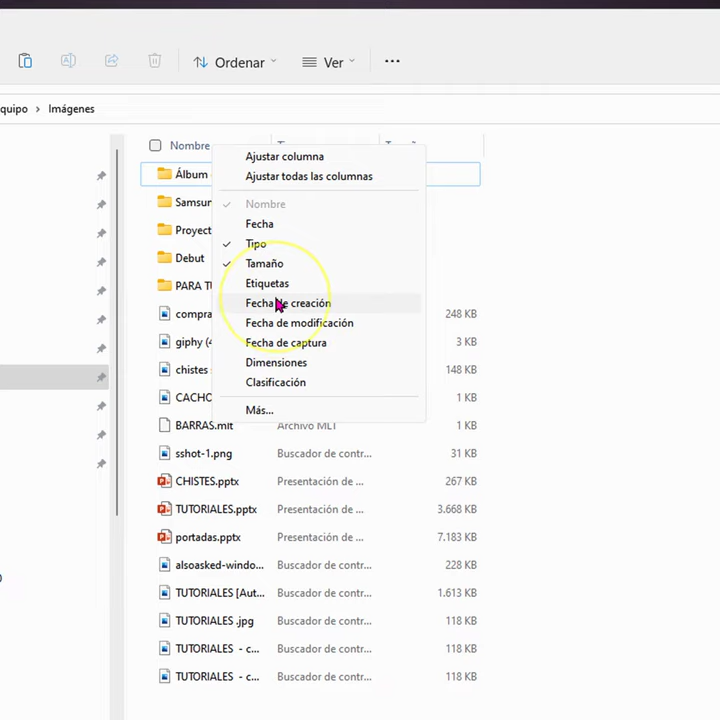 Ordenar
Ver
Imágenes
Nombre
Ajustar columna
Ajustar todas las columnas
Nombre
Fecha
Tipo
Tamaño
Etiquetas
Fecha de creación
Fecha de modificación
Fecha de captura
Dimensiones
Clasificación
Más...
Álbum
Samsun
Proyect
Debut
PARA TU
compra 248 KB
giphy (4 3 KB
chistes 148 KB
CACHO 1 KB
BARRAS.mlt Archivo MLT 1 KB
sshot-1.png Buscador de contr... 31 KB
CHISTES.pptx Presentación de ... 267 KB
TUTORIALES.pptx Presentación de ... 3.668 KB
portadas.pptx Presentación de ... 7.183 KB
alsoasked-windo... Buscador de contr... 228 KB
TUTORIALES [Aut... Buscador de contr... 1.613 KB
TUTORIALES .jpg Buscador de contr... 118 KB
TUTORIALES - c... Buscador de contr... 118 KB
TUTORIALES - c... Buscador de contr... 118 KB